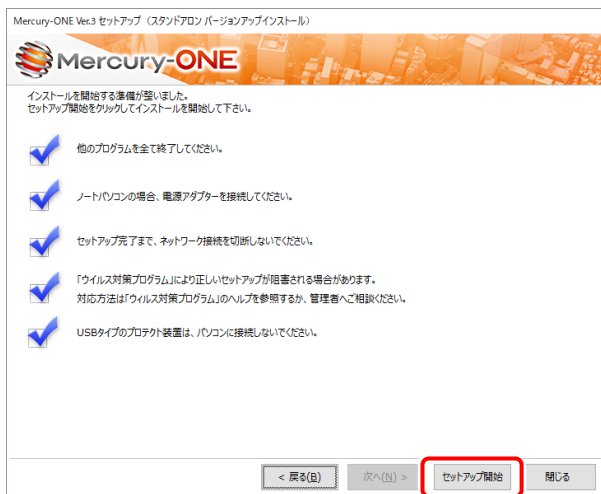 Mercury-ONE Ver.3 セットアップ （スタンドアロン バージョンアップインストール）
Mercury-ONE
インストールを開始する準備が整いました。
セットアップ開始をクリックしてインストールを開始して下さい。
他のプログラムを全て終了してください。
ノートパソコンの場合、電源アダプターを接続してください。
セットアップ完了まで、ネットワーク接続を切断しないでください。
「ウイルス対策プログラム」により正しいセットアップが阻害される場合があります。
対応方法は「ウィルス対策プログラム」のヘルプを参照するか、管理者へご相談ください。
USBタイプのプロテクト装置は、パソコンに接続しないでください。
< 戻る(B) 次へ(N) > セットアップ開始 閉じる